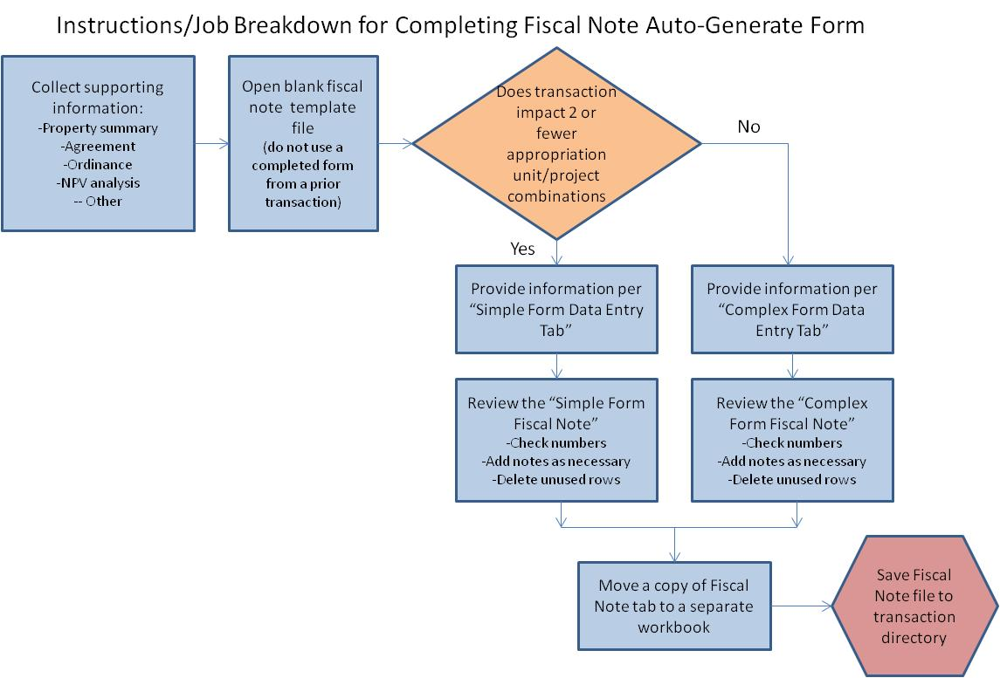 Instructions/Job Breakdown for Completing Fiscal Note Auto-Generate Form
Collect supporting
information:
-Property summary
-Agreement
-Ordinance
-NPV analysis
-- Other
Open blank fiscal
note template
file
(do not use a
completed form
from a prior
transaction)
Does transaction
impact 2 or
fewer
appropriation
unit/project
combinations
No
Yes
Provide information per
“Simple Form Data Entry
Tab”
Provide information per
“Complex Form Data
Entry Tab”
Review the “Simple Form
Fiscal Note”
-Check numbers
-Add notes as necessary
-Delete unused rows
Review the “Complex
Form Fiscal Note”
-Check numbers
-Add notes as necessary
-Delete unused rows
Move a copy of Fiscal
Note tab to a separate
workbook
Save Fiscal
Note file to
transaction
directory